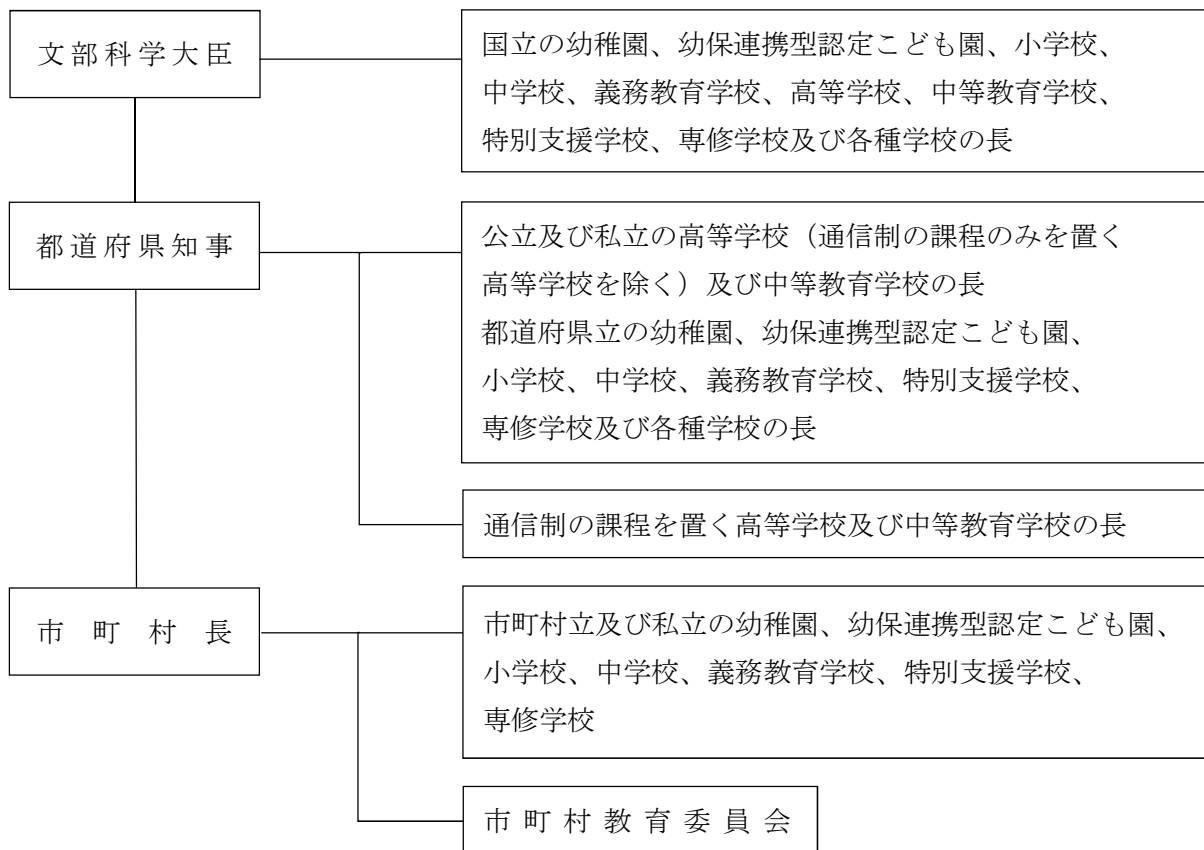 文部科学大臣
国立の幼稚園、幼保連携型認定こども園、小学校、
中学校、義務教育学校、高等学校、中等教育学校、
特別支援学校、専修学校及び各種学校の長
都道府県知事
公立及び私立の高等学校（通信制の課程のみを置く
高等学校を除く）及び中等教育学校の長
都道府県立の幼稚園、幼保連携型認定こども園、
小学校、中学校、義務教育学校、特別支援学校、
専修学校及び各種学校の長
通信制の課程を置く高等学校及び中等教育学校の長
市町村長
市町村立及び私立の幼稚園、幼保連携型認定こども園、
小学校、中学校、義務教育学校、特別支援学校、
専修学校
市町村教育委員会